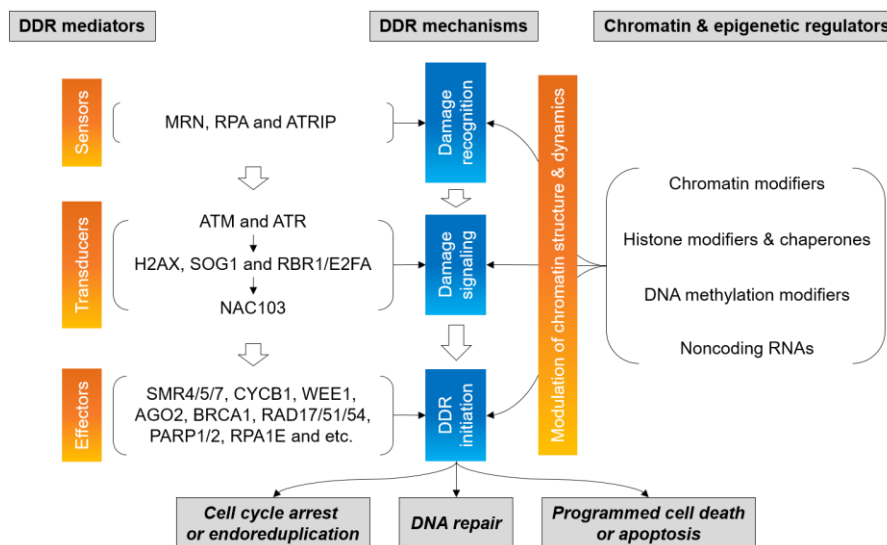 DDR mediators
DDR mechanisms
Chromatin & epigenetic regulators
Sensors
MRN, RPA and ATRIP
Damage
recognition
Transducers
ATM and ATR
H2AX, SOG1 and RBR1/E2FA
NAC103
Damage
signaling
Effectors
SMR4/5/7, CYCB1, WEE1,
AGO2, BRCA1, RAD17/51/54,
PARP1/2, RPA1E and etc.
DDR
initiation
Modulation of chromatin structure & dynamics
Chromatin modifiers
Histone modifiers & chaperones
DNA methylation modifiers
Noncoding RNAs
Cell cycle arrest
or endoreduplication
DNA repair
Programmed cell death
or apoptosis